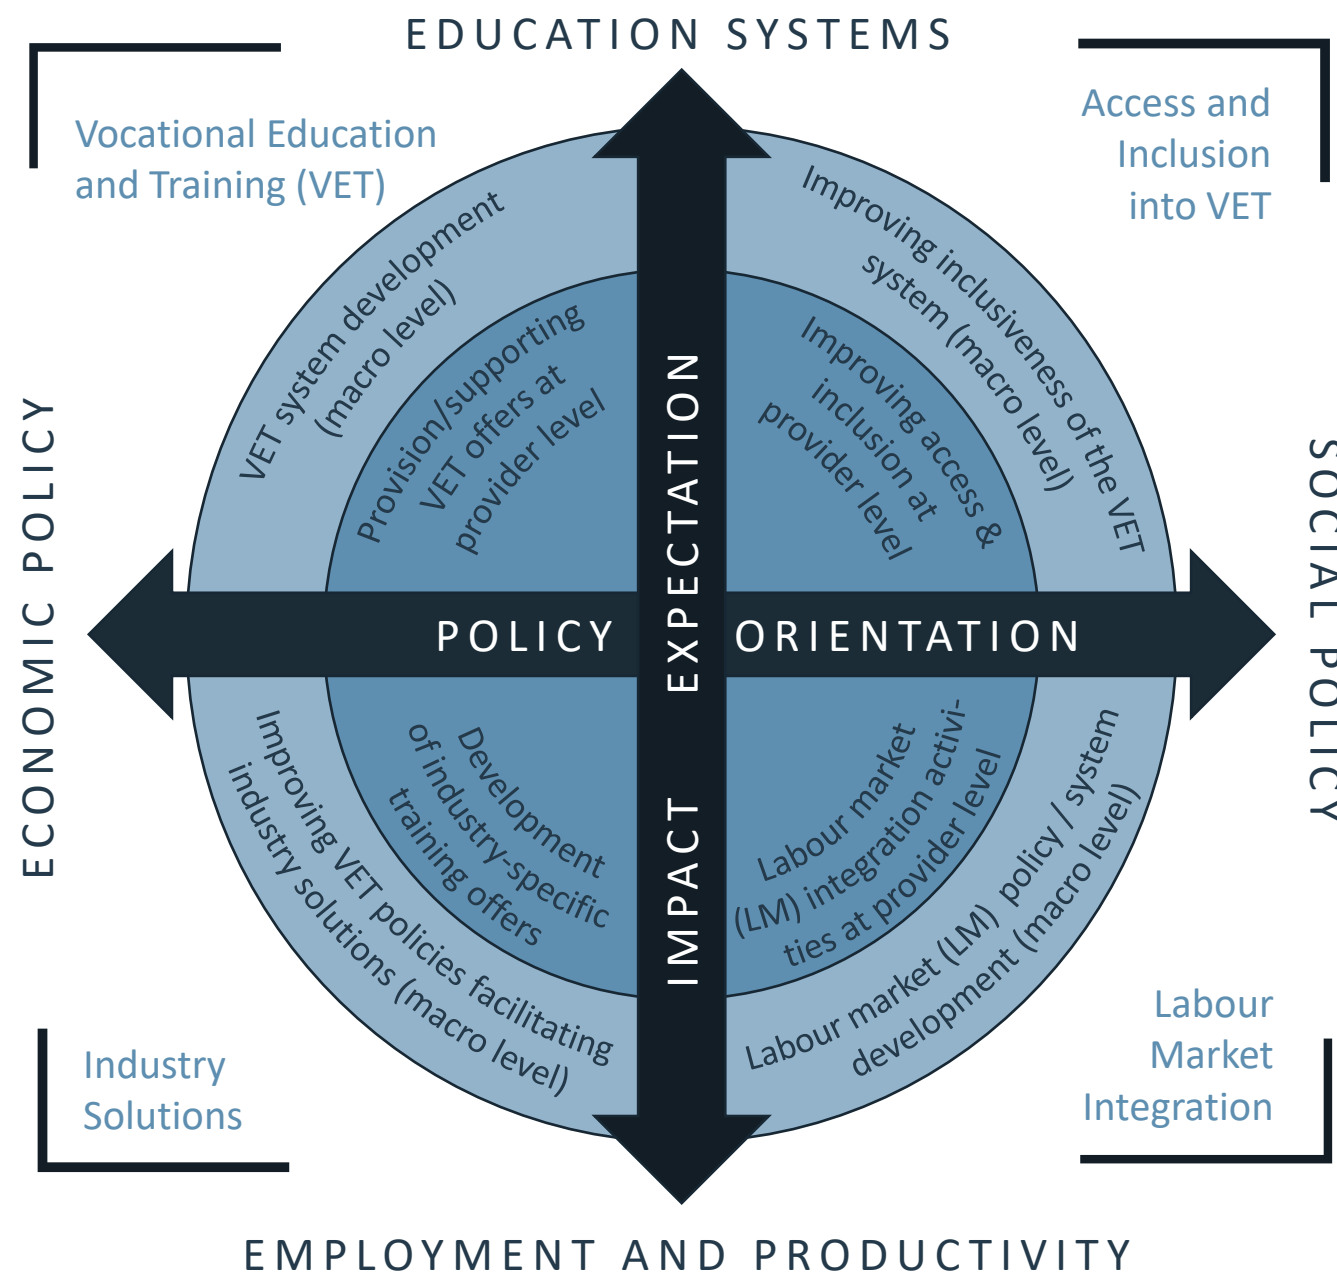 EDUCATION SYSTEMS
Vocational Education
and Training (VET)
Access and
Inclusion
into VET
VET system development
(macro level)
Provision/supporting
VET offers at
provider level
Improving inclusiveness of the VET
system (macro level)
Improving access &
inclusion at
provider level
ECONOMIC POLICY
SOCIAL POLICY
POLICY ORIENTATION
IMPACT EXPECTATION
Development
of industry-specific
training offers
Improving VET policies facilitating
industry solutions (macro level)
Labour market
(LM) integration activi-
ties at provider level
Labour market (LM) policy / system
development (macro level)
Industry
Solutions
Labour
Market
Integration
EMPLOYMENT AND PRODUCTIVITY